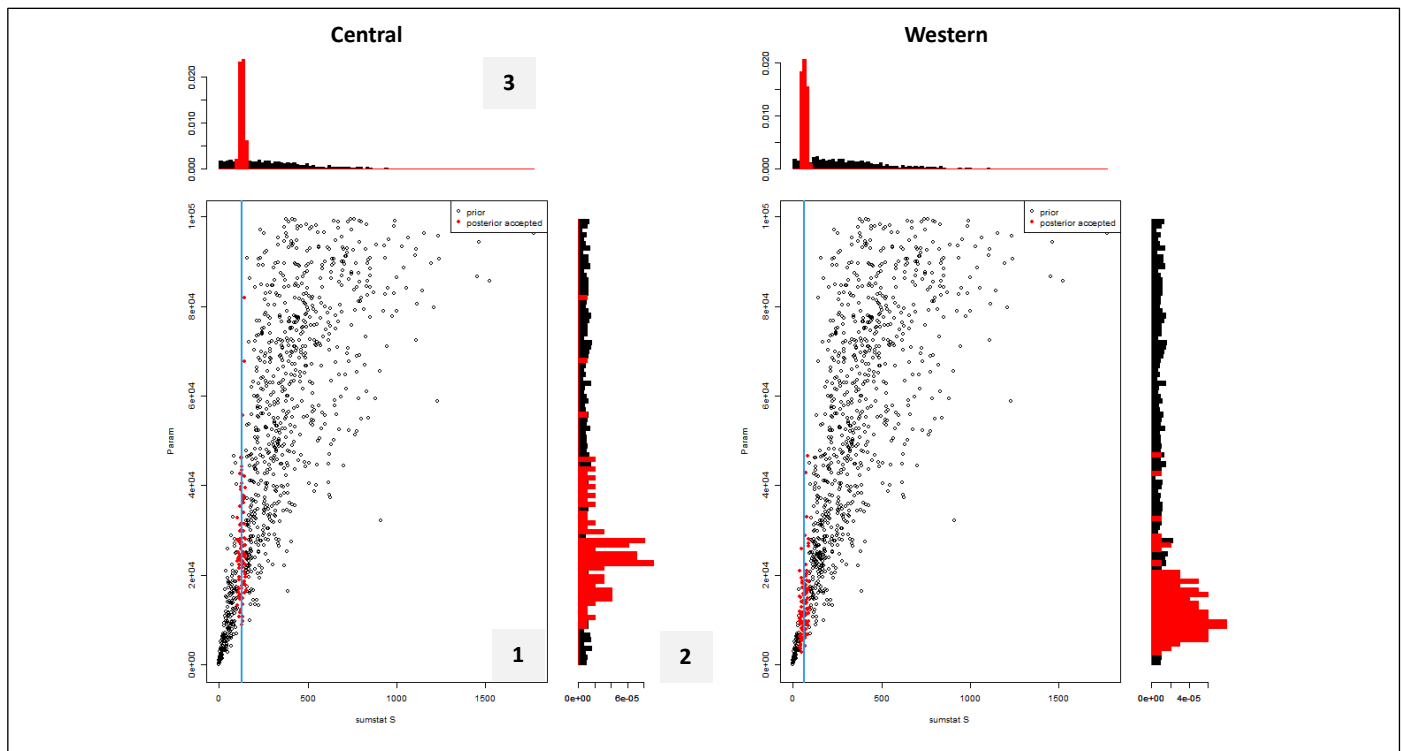 Central
Western
0.000
0.010
0.020
3
0.000
0.010
0.020
prior
posterior accepted
prior
posterior accepted
Param
0e+00
2e+04
4e+04
6e+04
8e+04
1e+05
1
2
Param
0e+00
2e+04
4e+04
6e+04
8e+04
1e+05
0
500
1000
1500
sumstat S
0e+00
6e-05
0
500
1000
1500
sumstat S
0e+00
4e-05